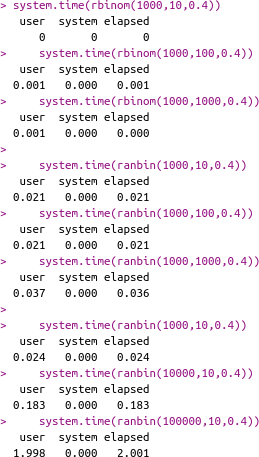 > system.time(rbinom(1000,10,0.4))
   user  system elapsed
      0       0       0
>     system.time(rbinom(1000,100,0.4))
   user  system elapsed
  0.001   0.000   0.001
>     system.time(rbinom(1000,1000,0.4))
   user  system elapsed
  0.001   0.000   0.000
>
>     system.time(ranbin(1000,10,0.4))
   user  system elapsed
  0.021   0.000   0.021
>     system.time(ranbin(1000,100,0.4))
   user  system elapsed
  0.021   0.000   0.021
>     system.time(ranbin(1000,1000,0.4))
   user  system elapsed
  0.037   0.000   0.036
>
>     system.time(ranbin(1000,10,0.4))
   user  system elapsed
  0.024   0.000   0.024
>     system.time(ranbin(10000,10,0.4))
   user  system elapsed
  0.183   0.000   0.183
>     system.time(ranbin(100000,10,0.4))
   user  system elapsed
  1.998   0.000   2.001